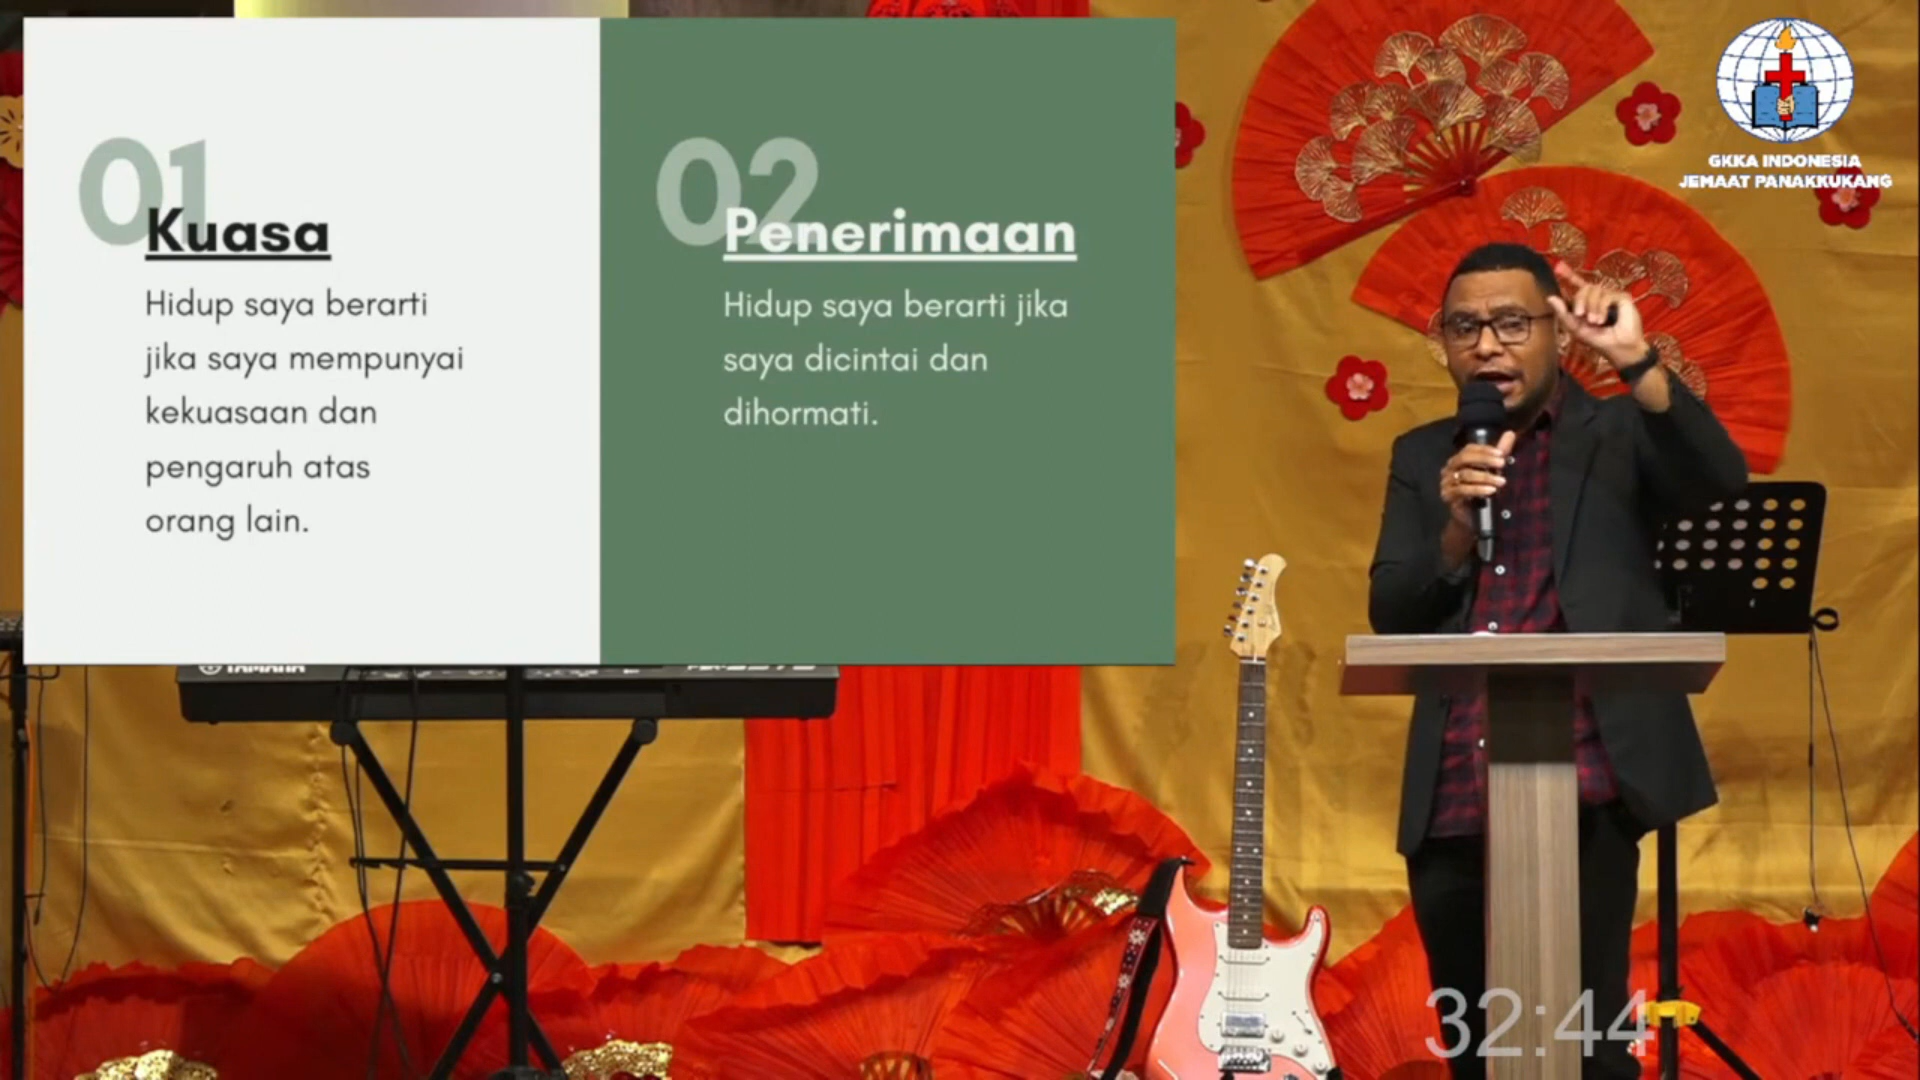 01
Kuasa
Hidup saya berarti
jika saya mempunyai
kekuasaan dan
pengaruh atas
orang lain.
02
Penerimaan
Hidup saya berarti jika
saya dicintai dan
dihormati.
GKKA INDONESIA
JEMAAT PANAKKUKANG
YAMAHA
32:44